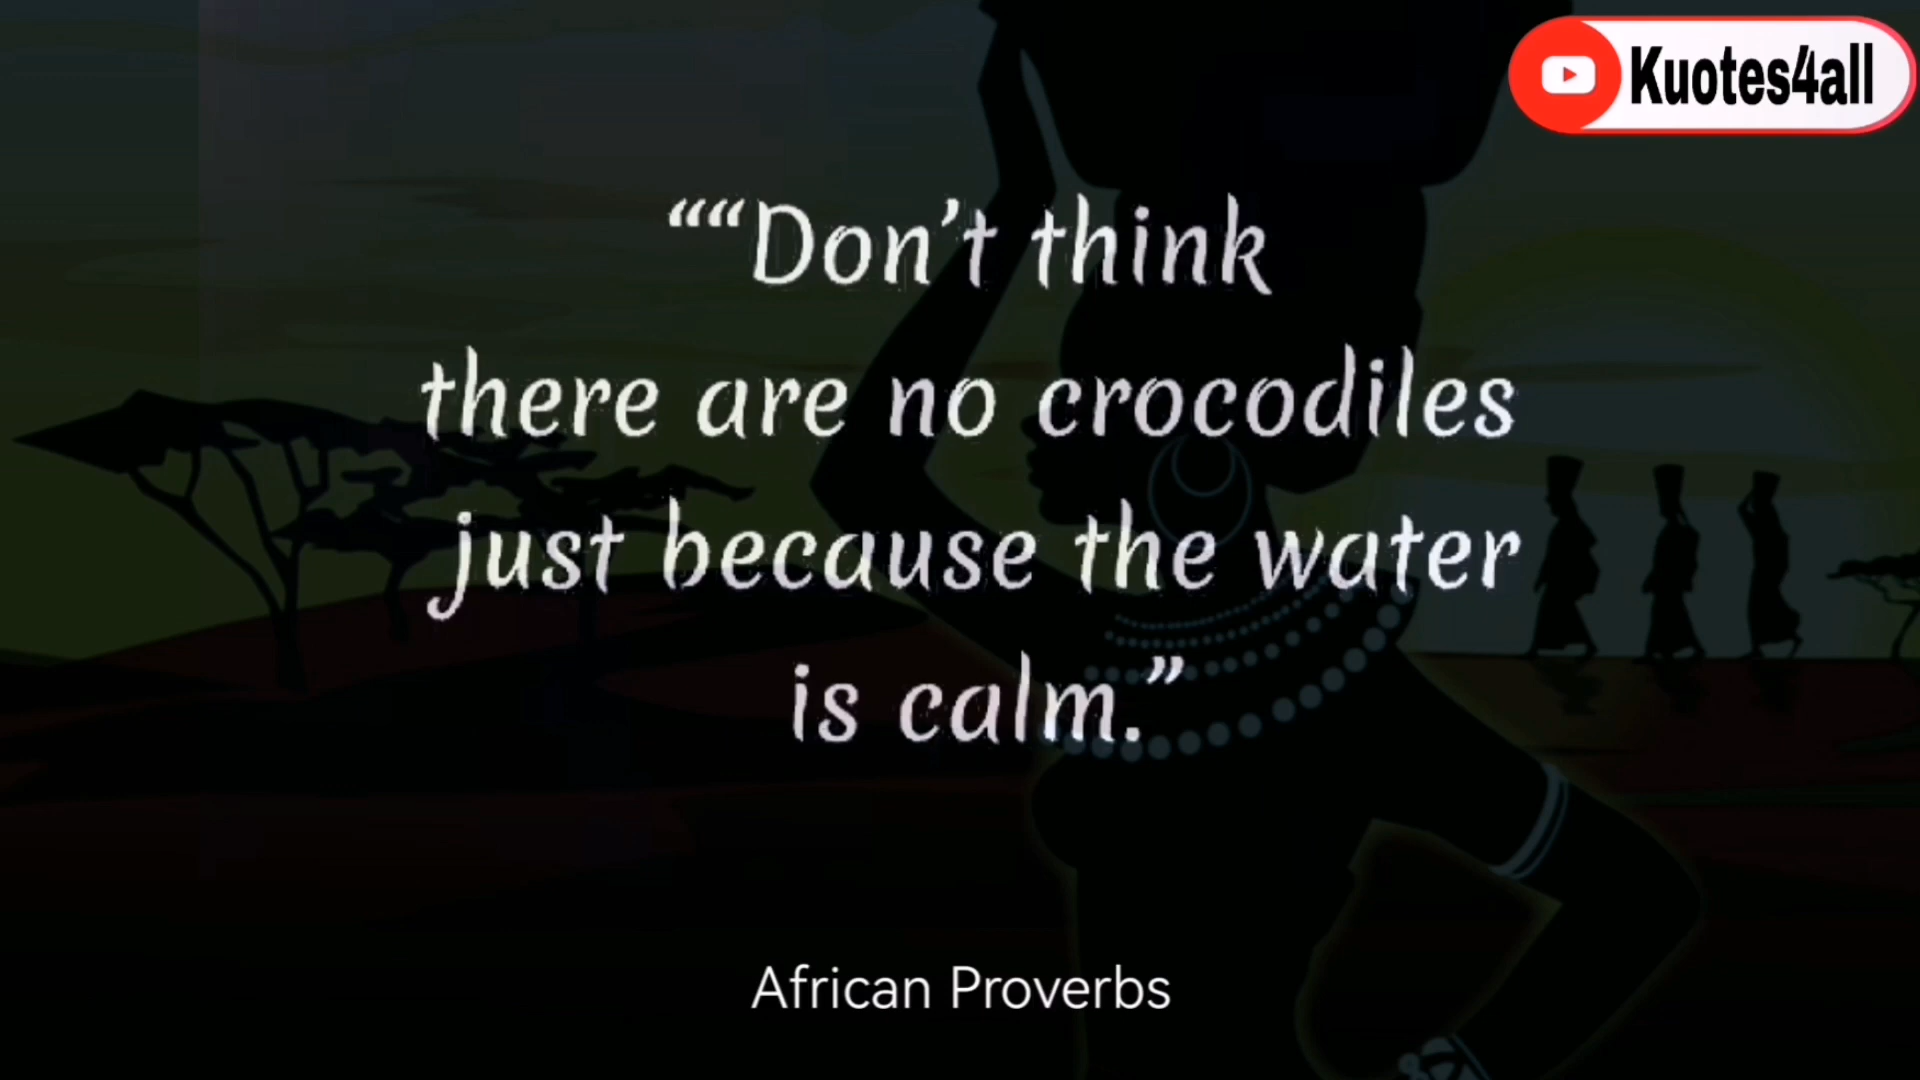 Kuotes4all
““Don’t think
there are no crocodiles
just because the water
is calm.”
African Proverbs